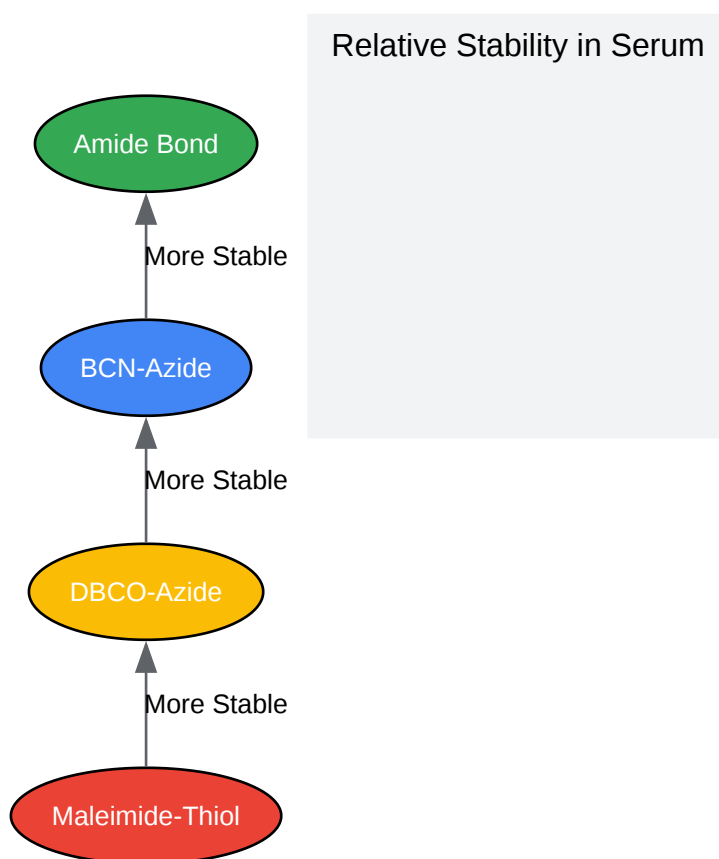 Relative Stability in Serum
Amide Bond
More Stable
BCN-Azide
More Stable
DBCO-Azide
More Stable
Maleimide-Thiol